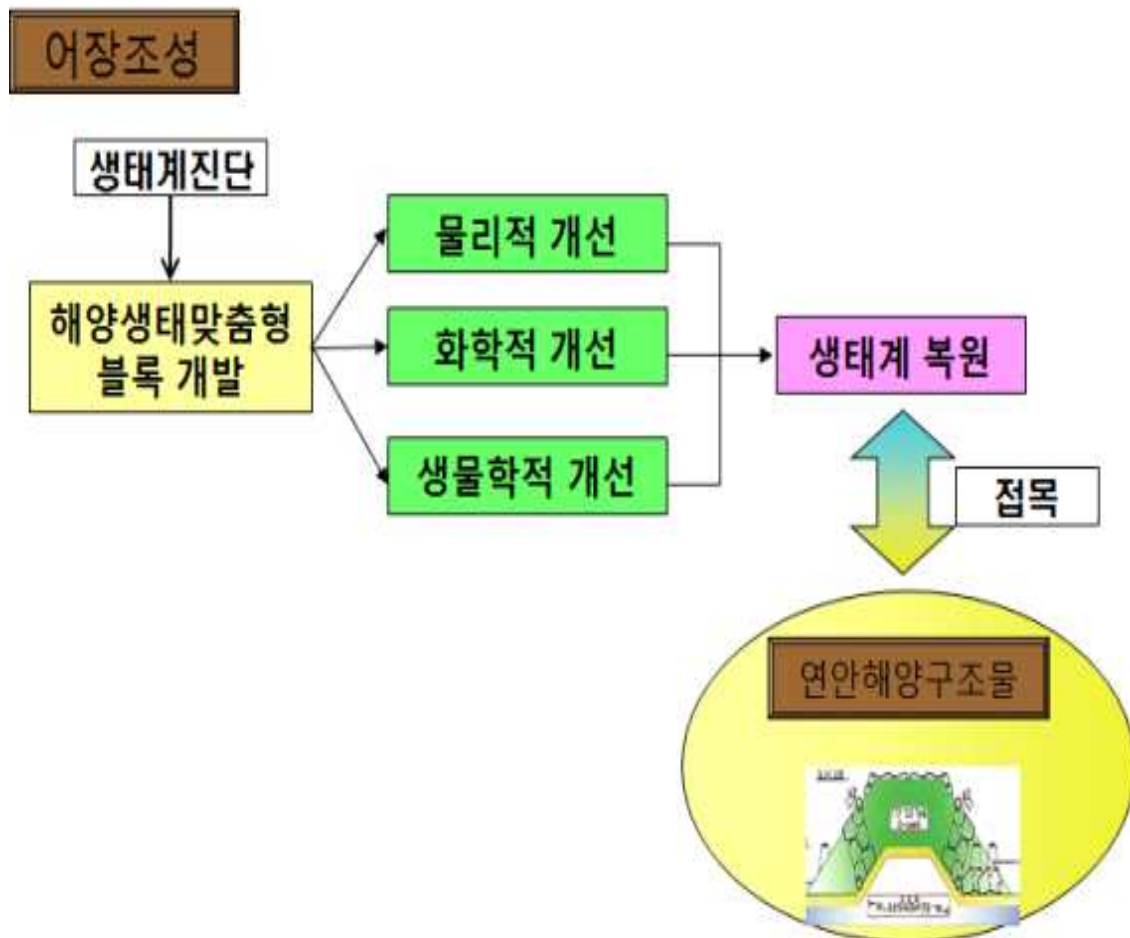 어장조성
생태계진단
해양생태맞춤형
블록 개발
물리적 개선
화학적 개선
생물학적 개선
생태계 복원
접목
연안해양구조물